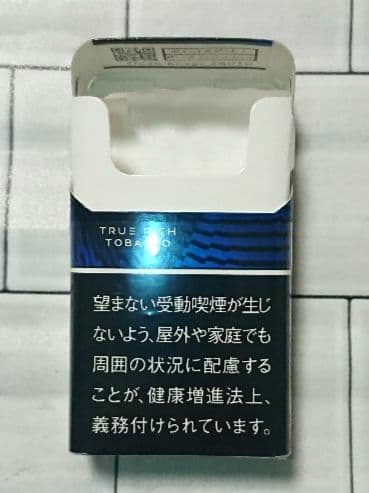 TRUE RICH
TOBACCO
望まない受動喫煙が生じ
ないよう、屋外や家庭でも
周囲の状況に配慮する
ことが、健康増進法上、
義務付けられています。